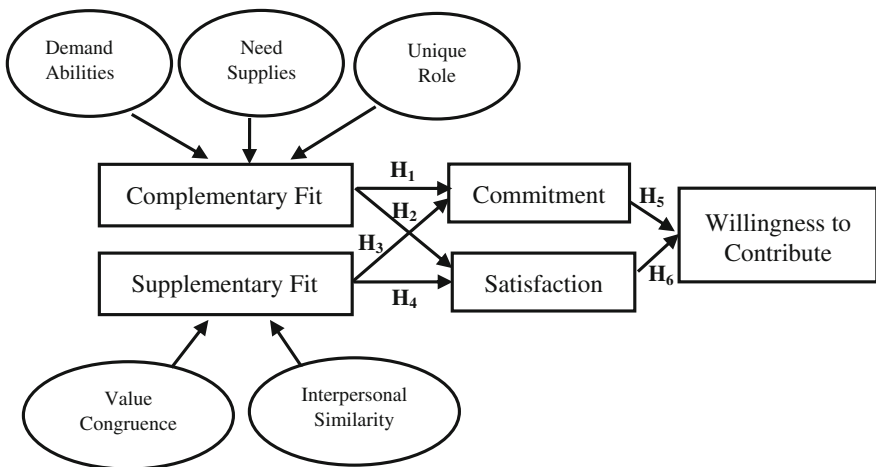 Demand
Abilities
Need
Supplies
Unique
Role
Complementary Fit
H₁
Commitment
H₂
H₅
Willingness to
Contribute
H₃
Supplementary Fit
H₄
Satisfaction
H₆
Value
Congruence
Interpersonal
Similarity